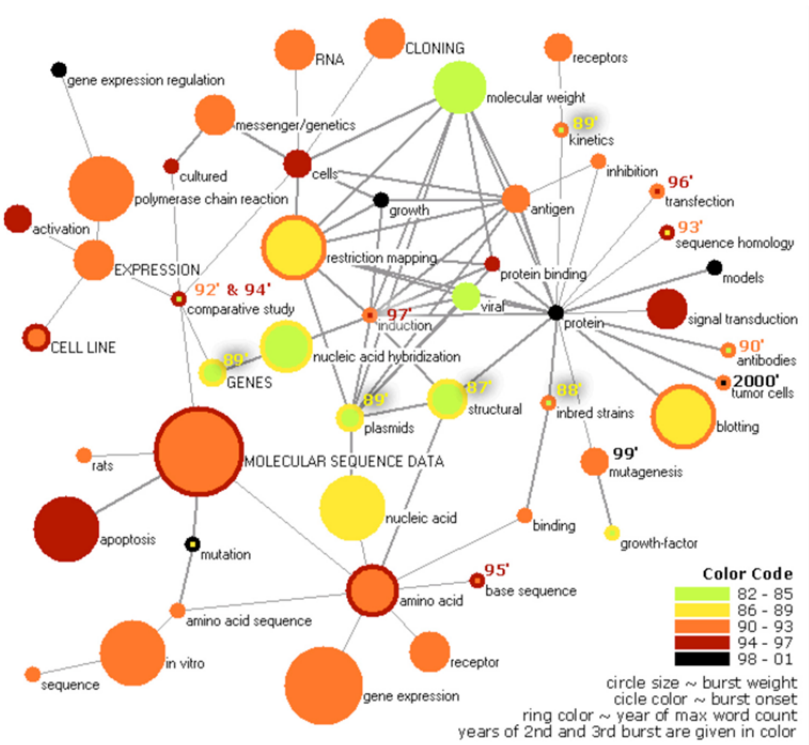 RNA
CLONING
receptors
gene expression regulation
molecular weight
messenger/genetics
89'
kinetics
cultured
cells
inhibition
96'
transfection
polymerase chain reaction
growth
antigen
activation
93'
sequence homology
restriction mapping
protein binding
models
EXPRESSION
92' & 94'
comparative study
viral
97'
induction
protein
signal transduction
CELL LINE
nucleic acid hybridization
90'
antibodies
89'
GENES
87'
structural
88'
inbred strains
2000'
tumor cells
89'
plasmids
blotting
99'
mutagenesis
rats
MOLECULAR SEQUENCE DATA
nucleic acid
binding
apoptosis
mutation
growth-factor
95'
base sequence
amino acid
amino acid sequence
in vitro
receptor
sequence
gene expression
Color Code
82 - 85
86 - 89
90 - 93
94 - 97
98 - 01
circle size ~ burst weight
cicle color ~ burst onset
ring color ~ year of max word count
years of 2nd and 3rd burst are given in color